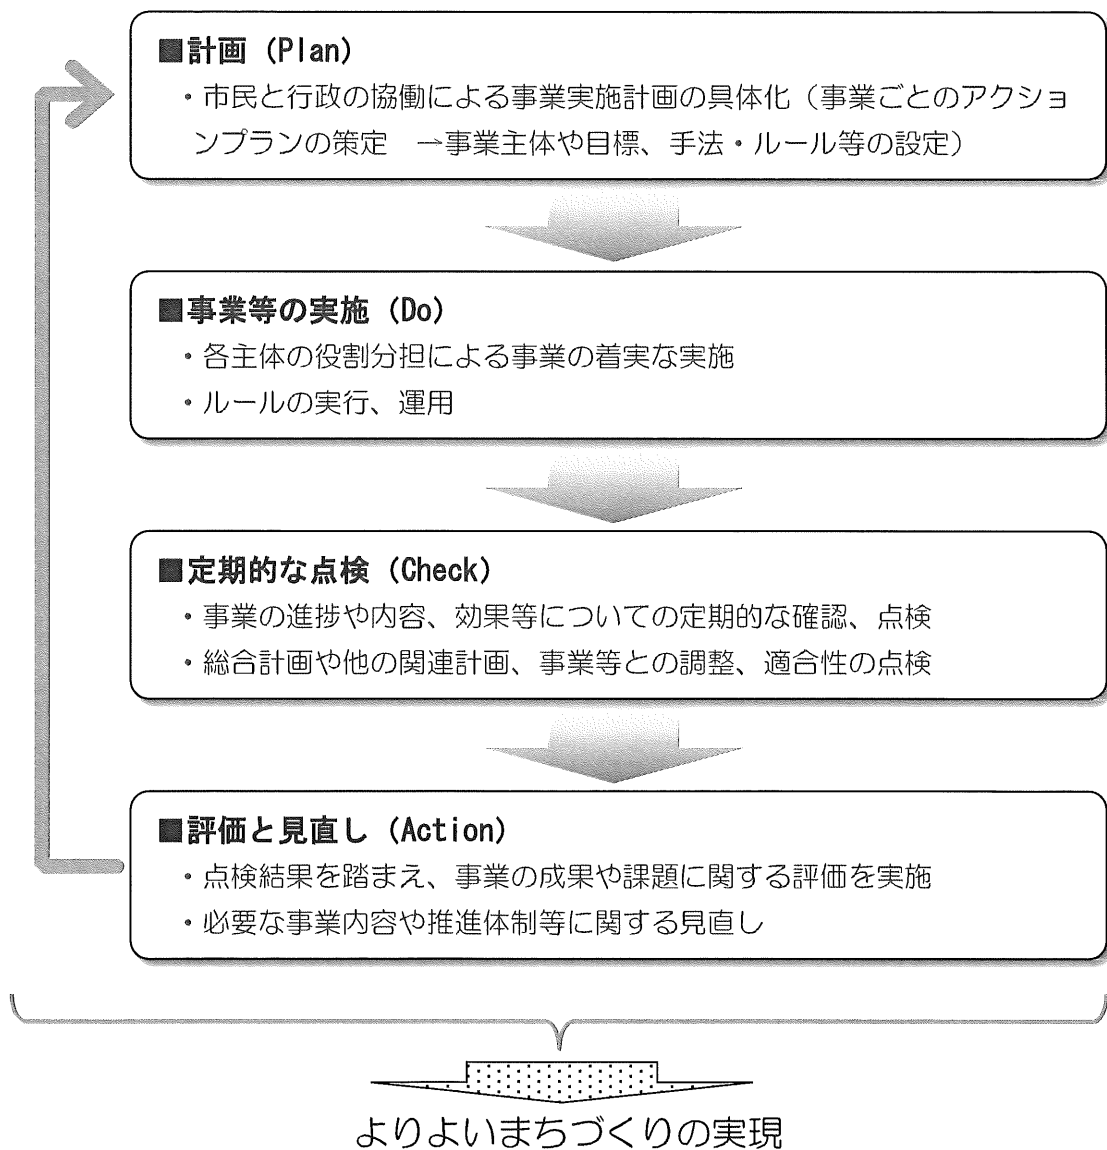 ■計画（Plan）
・市民と行政の協働による事業実施計画の具体化（事業ごとのアクショ
ンプランの策定　→事業主体や目標、手法・ルール等の設定）
■事業等の実施（Do）
・各主体の役割分担による事業の着実な実施
・ルールの実行、運用
■定期的な点検（Check）
・事業の進捗や内容、効果等についての定期的な確認、点検
・総合計画や他の関連計画、事業等との調整、適合性の点検
■評価と見直し（Action）
・点検結果を踏まえ、事業の成果や課題に関する評価を実施
・必要な事業内容や推進体制等に関する見直し
よりよいまちづくりの実現